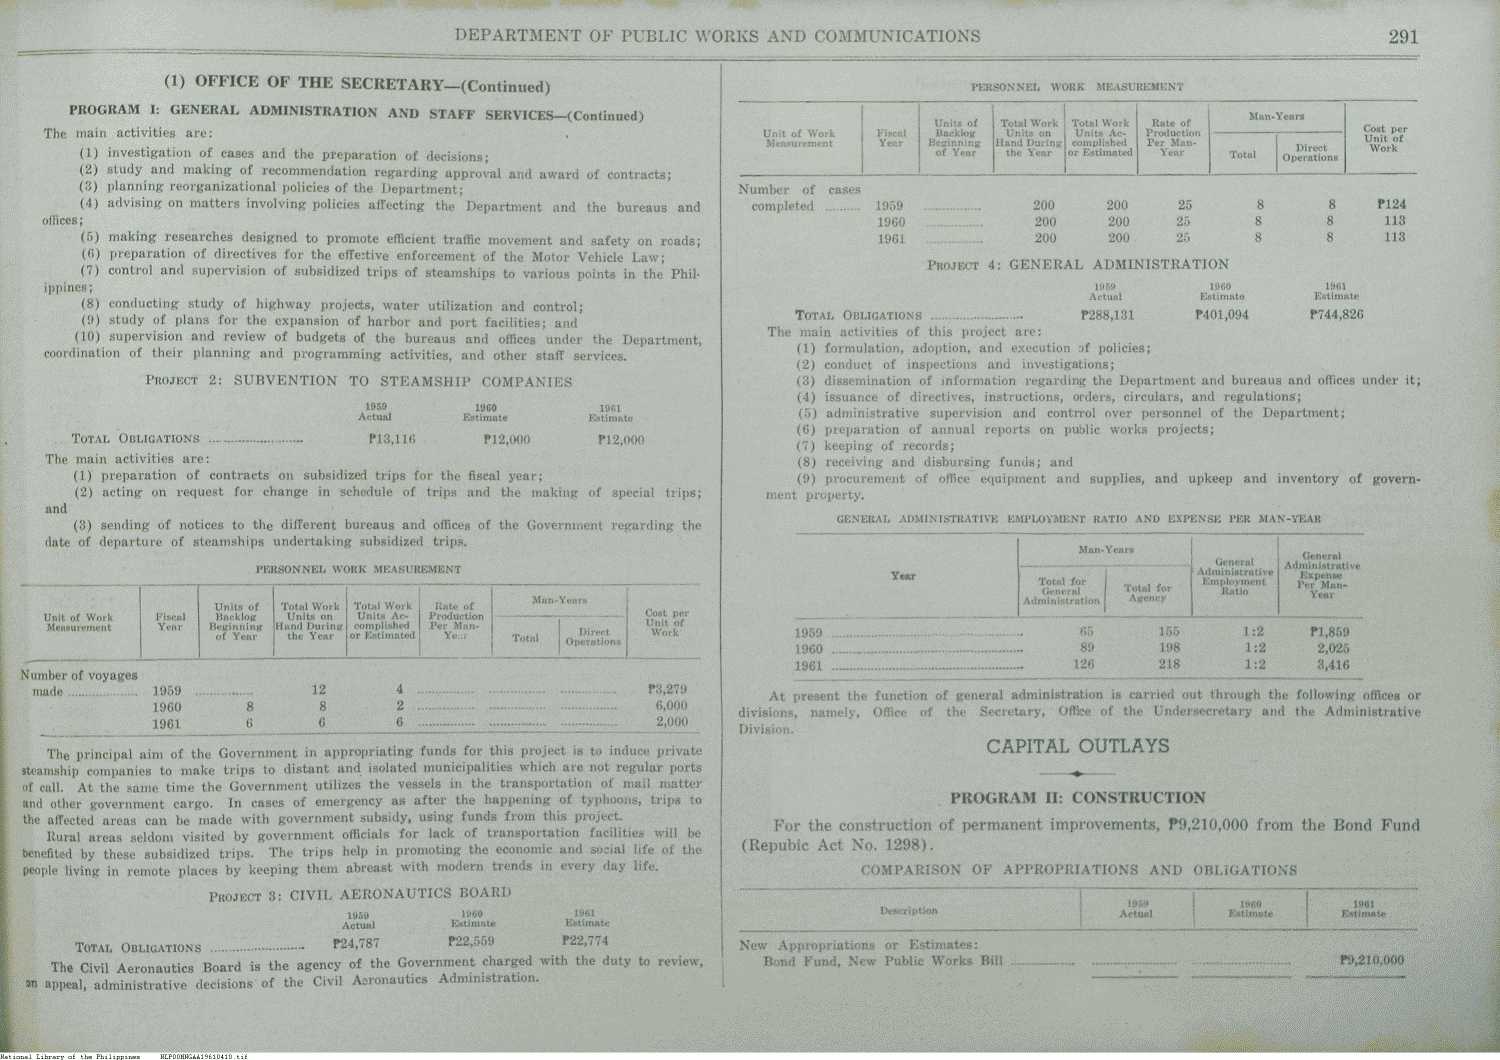 DEPARTMENT OF PUBLIC WORKS AND COMMUNICATIONS 291
(1) OFFICE OF THE SECRETARY—(Continued)
PROGRAM I: GENERAL ADMINISTRATION AND STAFF SERVICES—(Continued)
The main activities are:
(1) investigation of cases and the preparation of decisions;
(2) study and making of recommendation regarding approval and award of contracts;
(3) planning reorganizational policies of the Department;
(4) advising on matters involving policies affecting the Department and the bureaus and
offices;
(5) making researches designed to promote efficient traffic movement and safety on roads;
(6) preparation of directives for the effective enforcement of the Motor Vehicle Law;
(7) control and supervision of subsidized trips of steamships to various points in the Phil-
ippines;
(8) conducting study of highway projects, water utilization and control;
(9) study of plans for the expansion of harbor and port facilities; and
(10) supervision and review of budgets of the bureaus and offices under the Department,
coordination of their planning and programming activities, and other staff services.
PROJECT 2: SUBVENTION TO STEAMSHIP COMPANIES
1959 1960 1961
Actual Estimate Estimate
TOTAL OBLIGATIONS ........................ ₱13,116 ₱12,000 ₱12,000
The main activities are:
(1) preparation of contracts on subsidized trips for the fiscal year;
(2) acting on request for change in schedule of trips and the making of special trips;
and
(3) sending of notices to the different bureaus and offices of the Government regarding the
date of departure of steamships undertaking subsidized trips.
PERSONNEL WORK MEASUREMENT
Unit of Work Measurement | Fiscal Year | Units of Backlog Beginning of Year | Total Work Units on Hand During the Year | Total Work Units Ac-complished or Estimated | Rate of Production Per Man-Year | Man-Years Total | Direct Operations | Cost per Unit of Work
Number of voyages
made .................. 1959 ............... 12 4 ............... ............... ............... ₱3,279
1960 8 8 2 ............... ............... ............... 6,000
1961 6 6 6 ............... ............... ............... 2,000
The principal aim of the Government in appropriating funds for this project is to induce private
steamship companies to make trips to distant and isolated municipalities which are not regular ports
of call. At the same time the Government utilizes the vessels in the transportation of mail matter
and other government cargo. In cases of emergency as after the happening of typhoons, trips to
the affected areas can be made with government subsidy, using funds from this project.
Rural areas seldom visited by government officials for lack of transportation facilities will be
benefited by these subsidized trips. The trips help in promoting the economic and social life of the
people living in remote places by keeping them abreast with modern trends in every day life.
PROJECT 3: CIVIL AERONAUTICS BOARD
1959 1960 1961
Actual Estimate Estimate
TOTAL OBLIGATIONS ........................ ₱24,787 ₱22,559 ₱22,774
The Civil Aeronautics Board is the agency of the Government charged with the duty to review,
on appeal, administrative decisions of the Civil Aeronautics Administration.
PERSONNEL WORK MEASUREMENT
Unit of Work Measurement | Fiscal Year | Units of Backlog Beginning of Year | Total Work Units on Hand During the Year | Total Work Units Ac-complished or Estimated | Rate of Production Per Man-Year | Man-Years Total | Direct Operations | Cost per Unit of Work
Number of cases
completed ......... 1959 ............... 200 200 25 8 8 ₱124
1960 ............... 200 200 25 8 8 113
1961 ............... 200 200 25 8 8 113
PROJECT 4: GENERAL ADMINISTRATION
1959 1960 1961
Actual Estimate Estimate
TOTAL OBLIGATIONS ........................ ₱288,131 ₱401,094 ₱744,826
The main activities of this project are:
(1) formulation, adoption, and execution of policies;
(2) conduct of inspections and investigations;
(3) dissemination of information regarding the Department and bureaus and offices under it;
(4) issuance of directives, instructions, orders, circulars, and regulations;
(5) administrative supervision and control over personnel of the Department;
(6) preparation of annual reports on public works projects;
(7) keeping of records;
(8) receiving and disbursing funds; and
(9) procurement of office equipment and supplies, and upkeep and inventory of govern-
ment property.
GENERAL ADMINISTRATIVE EMPLOYMENT RATIO AND EXPENSE PER MAN-YEAR
Year | Man-Years Total for General Administration | Total for Agency | General Administrative Employment Ratio | General Administrative Expense Per Man-Year
1959 ........................ 65 155 1:2 ₱1,859
1960 ........................ 89 198 1:2 2,025
1961 ........................ 126 218 1:2 3,416
At present the function of general administration is carried out through the following offices or
divisions, namely, Office of the Secretary, Office of the Undersecretary and the Administrative
Division.
CAPITAL OUTLAYS
PROGRAM II: CONSTRUCTION
For the construction of permanent improvements, ₱9,210,000 from the Bond Fund
(Repubic Act No. 1298).
COMPARISON OF APPROPRIATIONS AND OBLIGATIONS
Description | 1959 Actual | 1960 Estimate | 1961 Estimate
New Appropriations or Estimates:
Bond Fund, New Public Works Bill ............... ............... ............... ₱9,210,000
National Library of the Philippines NLPOOHNGAA19610410.tif